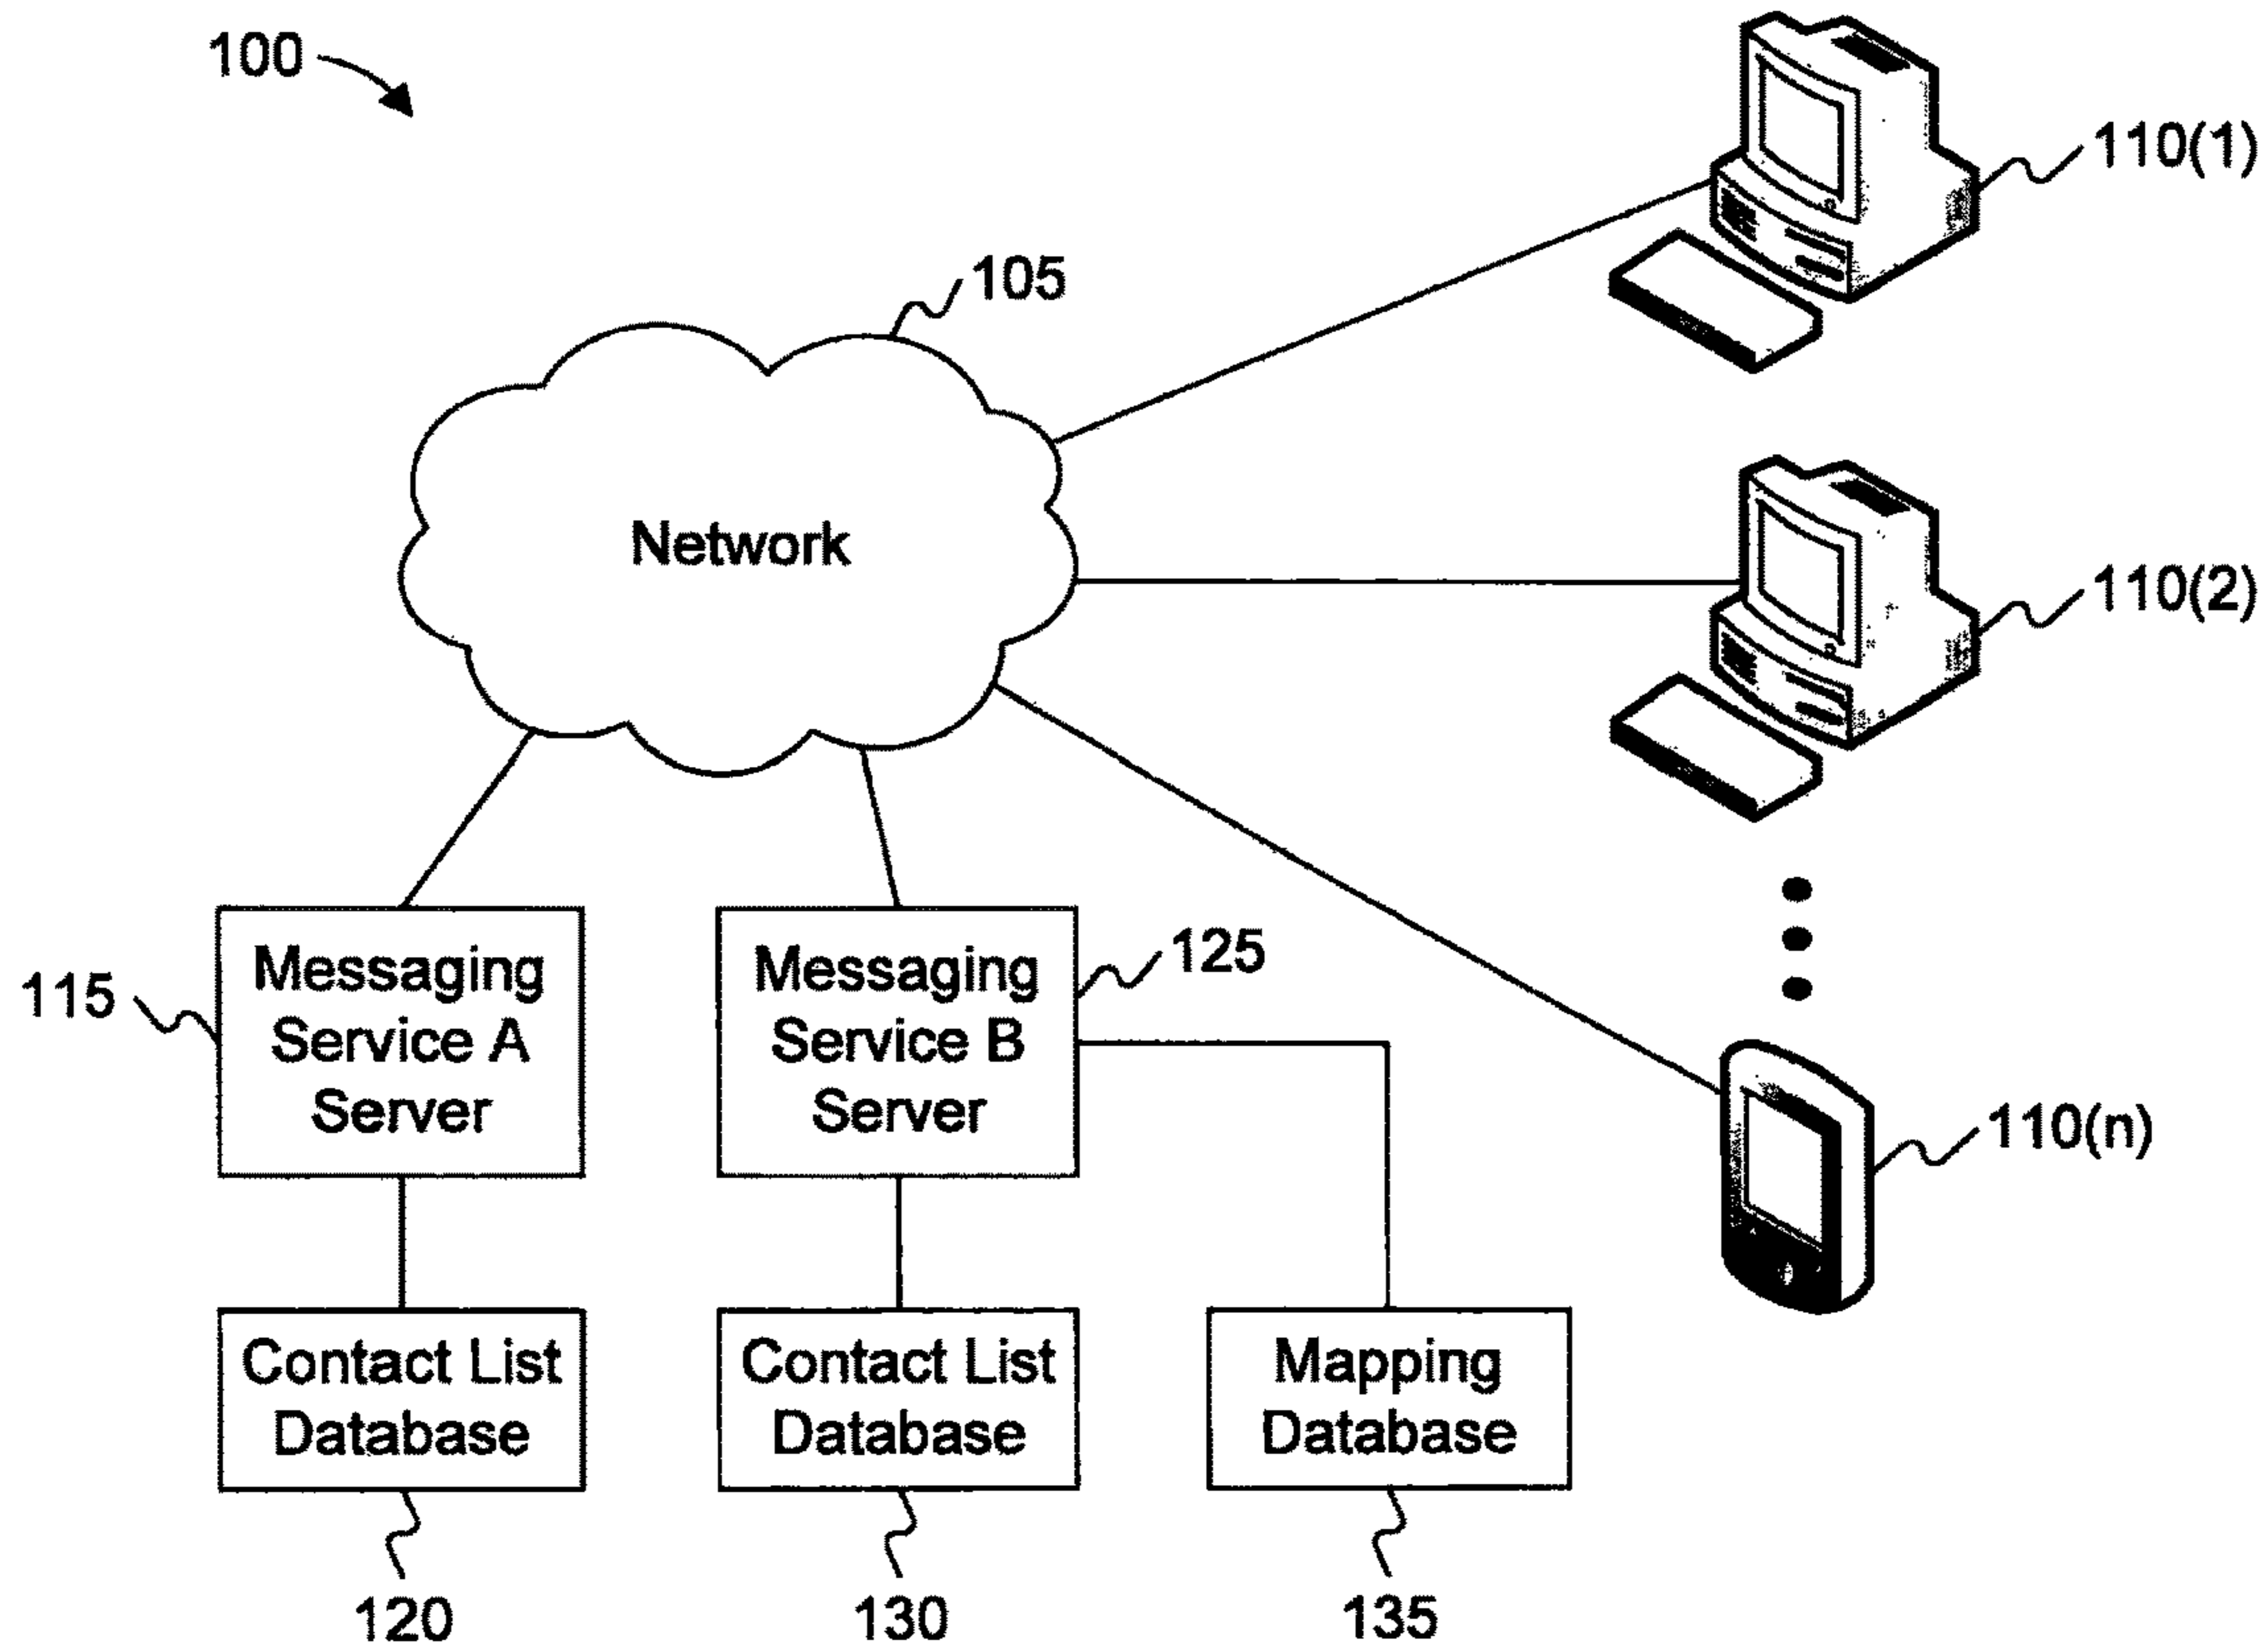 100
110(1)
105
Network
110(2)
Messaging
Service A
Server
115
Messaging
Service B
Server
125
110(n)
Contact List
Database
Contact List
Database
Mapping
Database
120
130
135